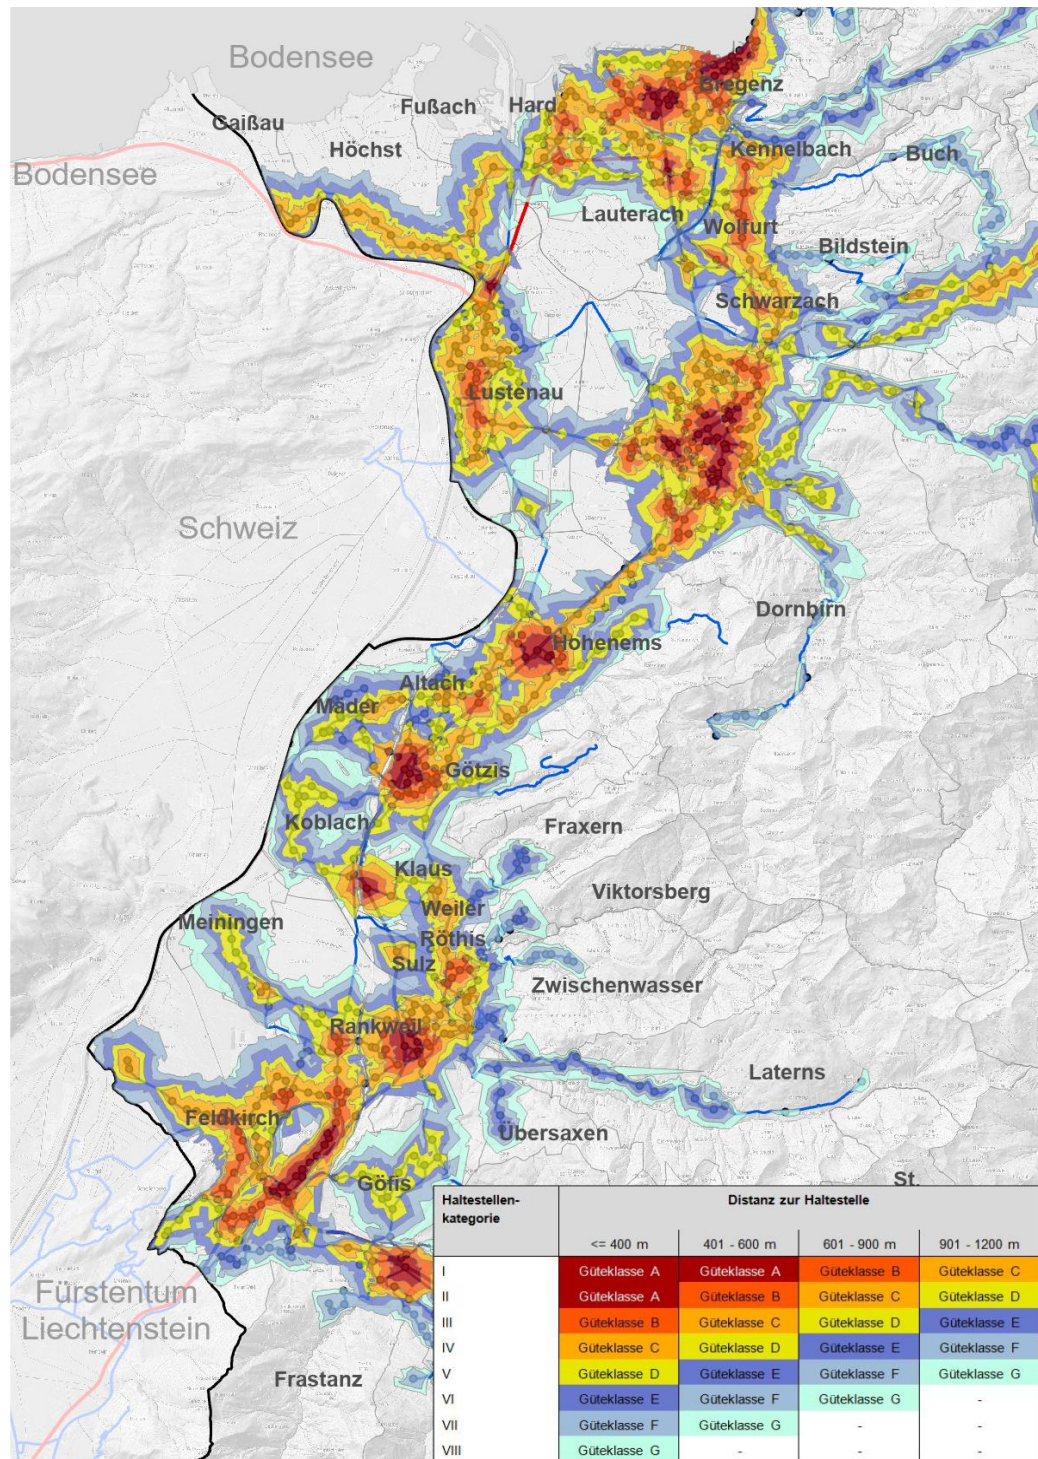 Bodensee
Bregenz
Fußach
Hard
Gaißau
Höchst
Kennelbach
Buch
Bodensee
Lauterach
Wolfurt
Bildstein
Schwarzach
Lustenau
Schweiz
Dornbirn
Hohenems
Altach
Mäder
Götzis
Koblach
Fraxern
Klaus
Viktorsberg
Weiler
Meiningen
Röthis
Sulz
Zwischenwasser
Rankweil
Laterns
Feldkirch
Übersaxen
Göfis
St.
Fürstentum
Liechtenstein
Frastanz
Haltestellen-
kategorie
Distanz zur Haltestelle
<= 400 m 401 - 600 m 601 - 900 m 901 - 1200 m
I Güteklasse A Güteklasse A Güteklasse B Güteklasse C
II Güteklasse A Güteklasse B Güteklasse C Güteklasse D
III Güteklasse B Güteklasse C Güteklasse D Güteklasse E
IV Güteklasse C Güteklasse D Güteklasse E Güteklasse F
V Güteklasse D Güteklasse E Güteklasse F Güteklasse G
VI Güteklasse E Güteklasse F Güteklasse G -
VII Güteklasse F Güteklasse G - -
VIII Güteklasse G - - -